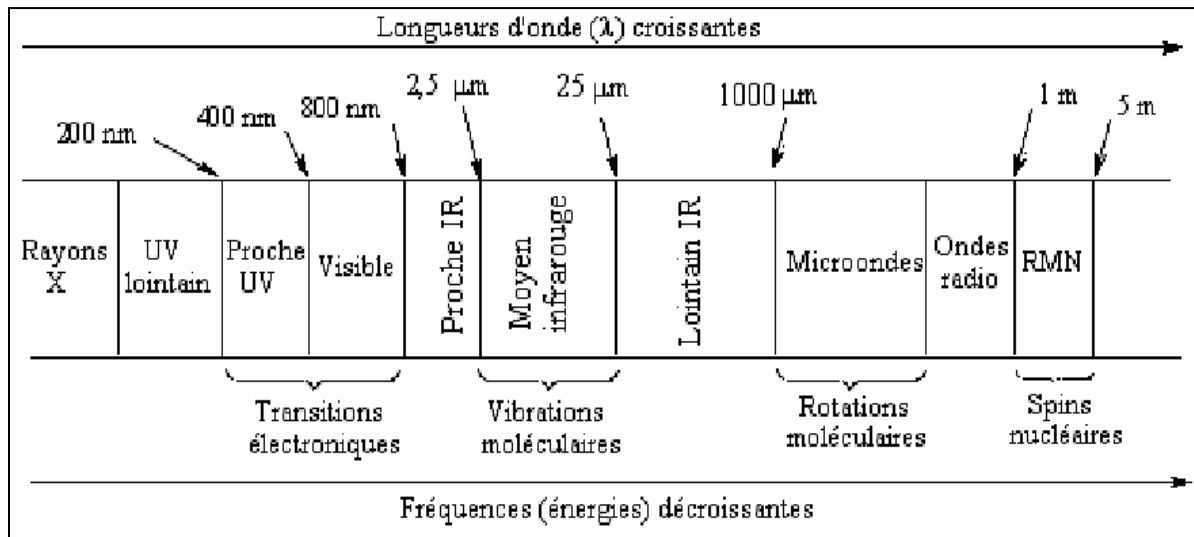 Longueurs d'onde (λ) croissantes
200 nm
400 nm
800 nm
2,5 µm
25 µm
1000 µm
1 m
5 m
Rayons
X
UV
lointain
Proche
UV
Visible
Proche IR
Moyen
infrarouge
Lointain IR
Microondes
Ondes
radio
RMN
Transitions
électroniques
Vibrations
moléculaires
Rotations
moléculaires
Spins
nucléaires
Fréquences (énergies) décroissantes